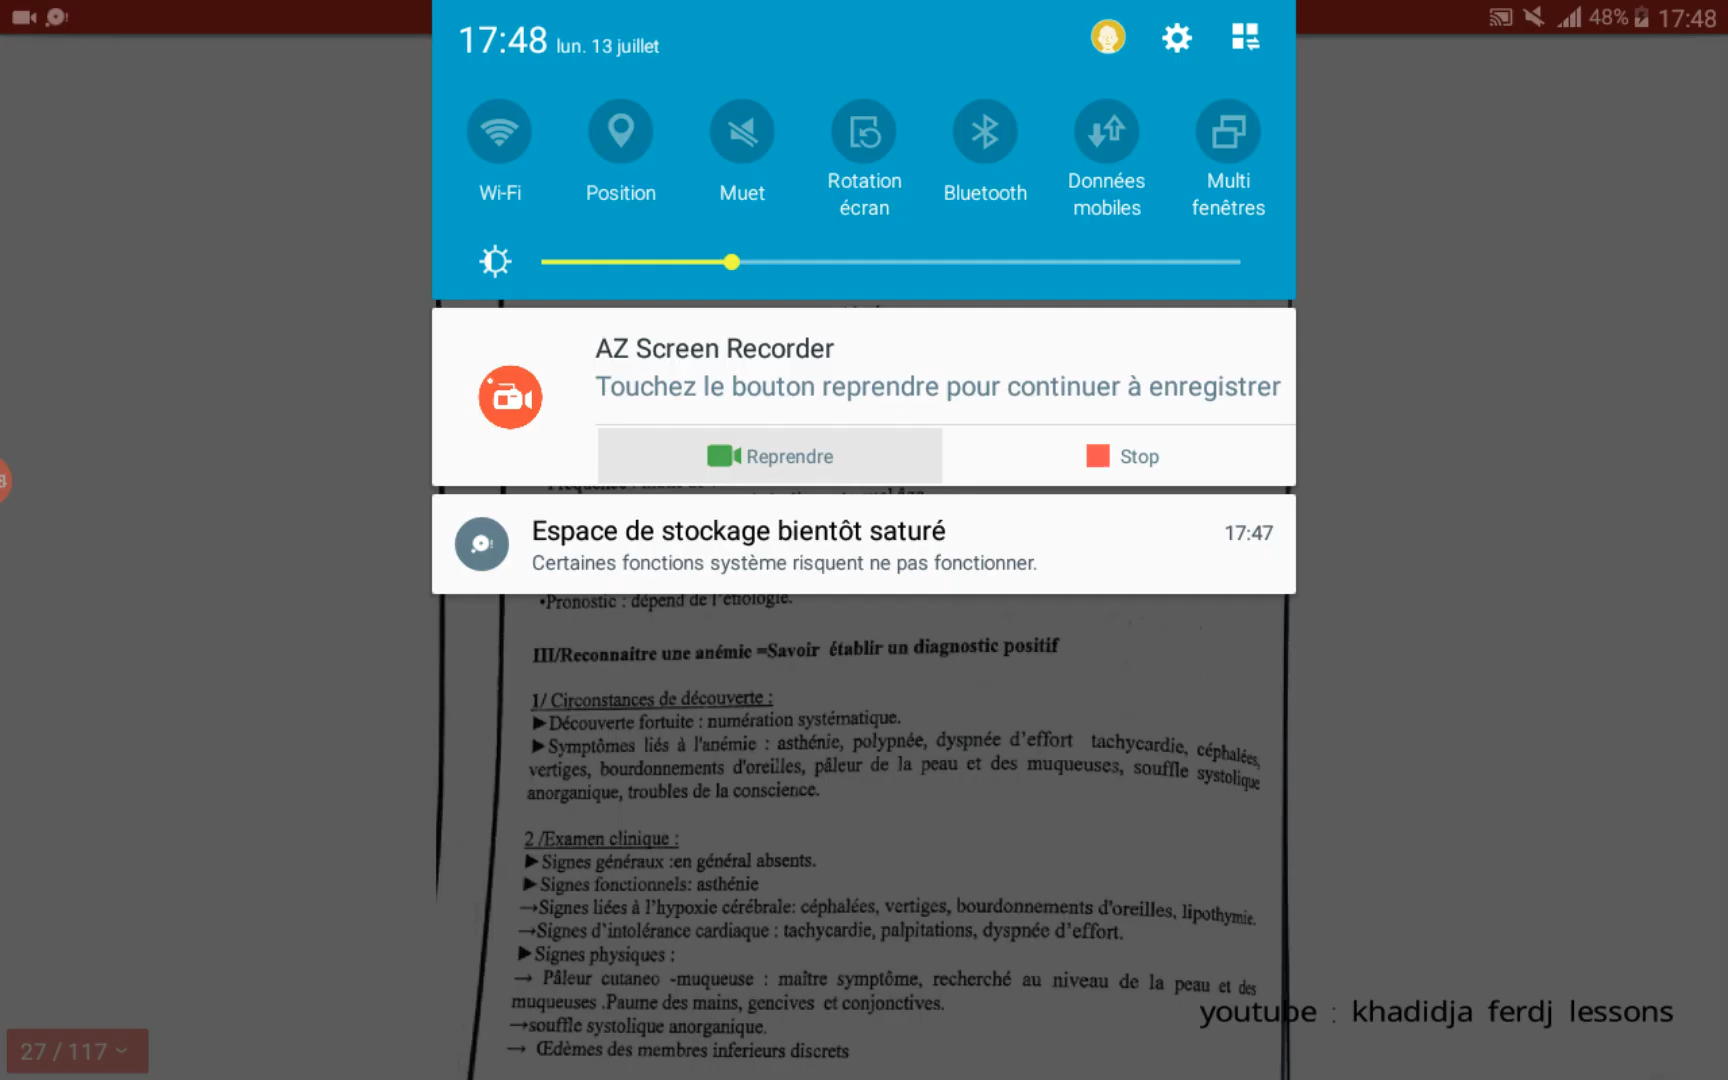 48% 17:48
17:48 lun. 13 juillet
Wi-Fi
Position
Muet
Rotation
écran
Bluetooth
Données
mobiles
Multi
fenêtres
AZ Screen Recorder
Touchez le bouton reprendre pour continuer à enregistrer
Reprendre
Stop
Espace de stockage bientôt saturé
17:47
Certaines fonctions système risquent ne pas fonctionner.
•Pronostic : dépend de l'étiologie.
III/Reconnaitre une anémie =Savoir établir un diagnostic positif
1/ Circonstances de découverte :
►Découverte fortuite : numération systématique.
►Symptômes liés à l'anémie : asthénie, polypnée, dyspnée d'effort tachycardie, céphalées,
vertiges, bourdonnements d'oreilles, pâleur de la peau et des muqueuses, souffle systolique
anorganique, troubles de la conscience.
2 /Examen clinique :
►Signes généraux :en général absents.
►Signes fonctionnels: asthénie
→Signes liées à l'hypoxie cérébrale: céphalées, vertiges, bourdonnements d'oreilles, lipothymie.
→Signes d'intolérance cardiaque : tachycardie, palpitations, dyspnée d'effort.
►Signes physiques :
→ Pâleur cutaneo -muqueuse : maître symptôme, recherché au niveau de la peau et des
muqueuses .Paume des mains, gencives et conjonctives.
→souffle systolique anorganique.
→ Œdèmes des membres inferieurs discrets
youtube : khadidja ferdj lessons
27 / 117